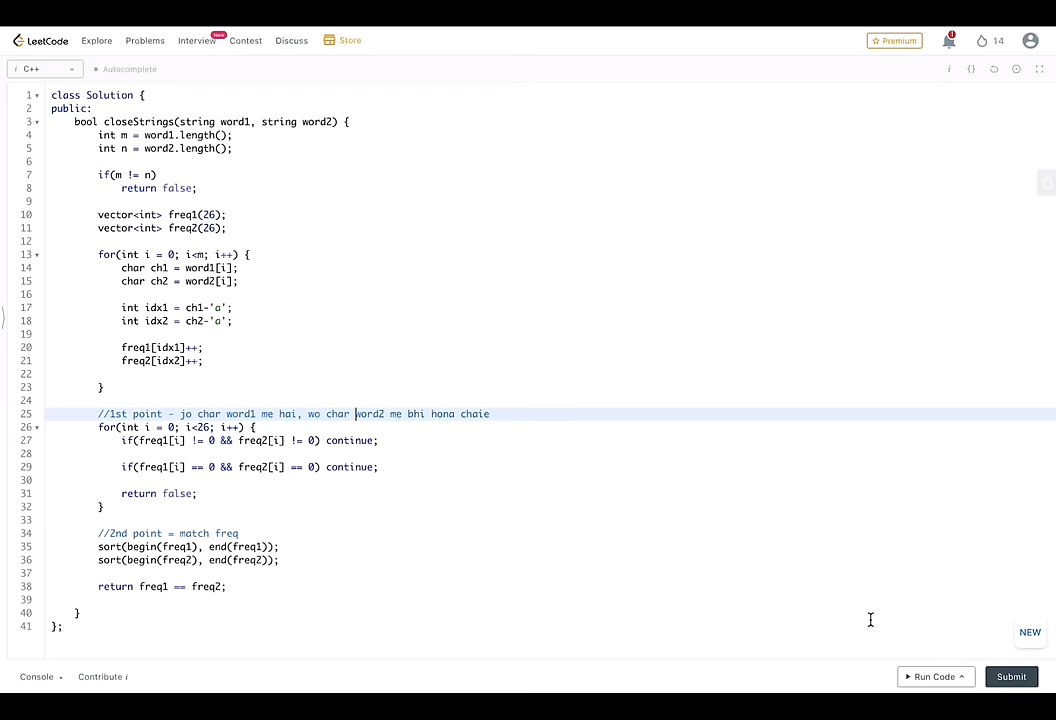 LeetCode Explore Problems Interview New Contest Discuss Store Premium 1 14
i C++ Autocomplete i {}
1 class Solution {
2 public:
3 bool closeStrings(string word1, string word2) {
4 int m = word1.length();
5 int n = word2.length();
6
7 if(m != n)
8 return false;
9
10 vector<int> freq1(26);
11 vector<int> freq2(26);
12
13 for(int i = 0; i<m; i++) {
14 char ch1 = word1[i];
15 char ch2 = word2[i];
16
17 int idx1 = ch1-'a';
18 int idx2 = ch2-'a';
19
20 freq1[idx1]++;
21 freq2[idx2]++;
22
23 }
24
25 //1st point - jo char word1 me hai, wo char word2 me bhi hona chaie
26 for(int i = 0; i<26; i++) {
27 if(freq1[i] != 0 && freq2[i] != 0) continue;
28
29 if(freq1[i] == 0 && freq2[i] == 0) continue;
30
31 return false;
32 }
33
34 //2nd point = match freq
35 sort(begin(freq1), end(freq1));
36 sort(begin(freq2), end(freq2));
37
38 return freq1 == freq2;
39
40 }
41 };
NEW
Console Contribute i Run Code Submit